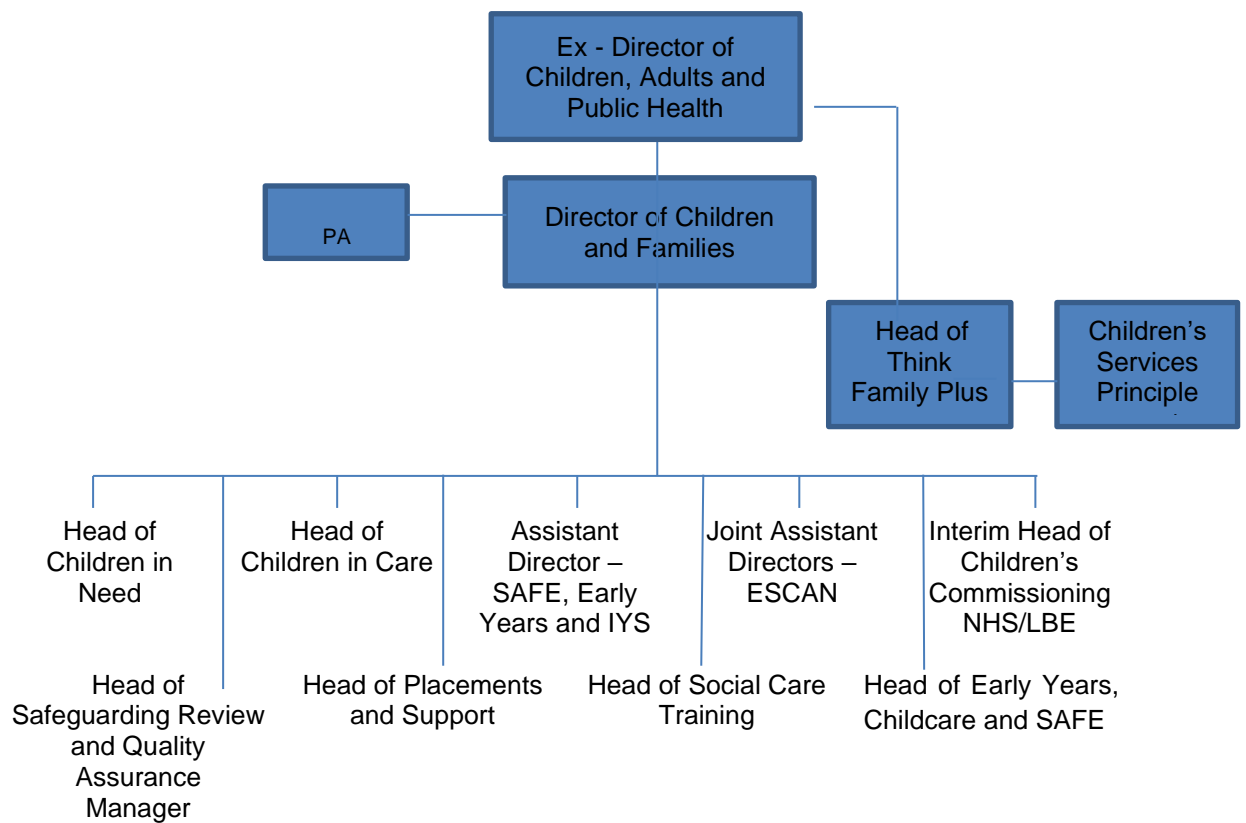 Ex - Director of
Children, Adults and
Public Health
PA
Director of Children
and Families
Head of
Think
Family Plus
Children’s
Services
Principle
Head of
Children in
Need
Head of
Children in Care
Assistant
Director –
SAFE, Early
Years and IYS
Joint Assistant
Directors –
ESCAN
Interim Head of
Children’s
Commissioning
NHS/LBE
Head of
Safeguarding Review
and Quality
Assurance
Manager
Head of Placements
and Support
Head of Social Care
Training
Head of Early Years,
Childcare and SAFE